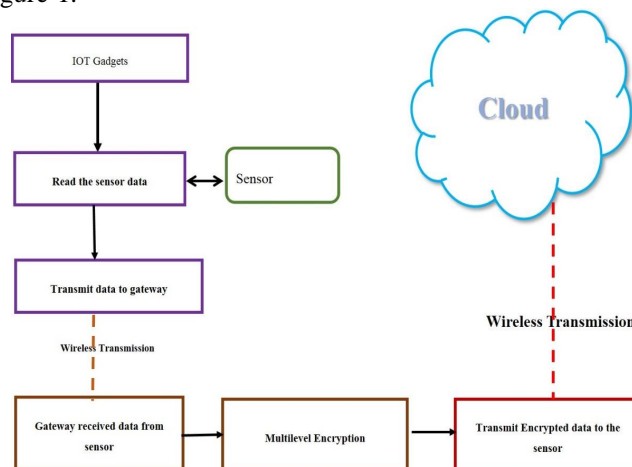 IOT Gadgets
Cloud
Read the sensor data
Sensor
Transmit data to gateway
Wireless Transmission
Wireless Transmission
Gateway received data from
sensor
Multilevel Encryption
Transmit Encrypted data to the
sensor